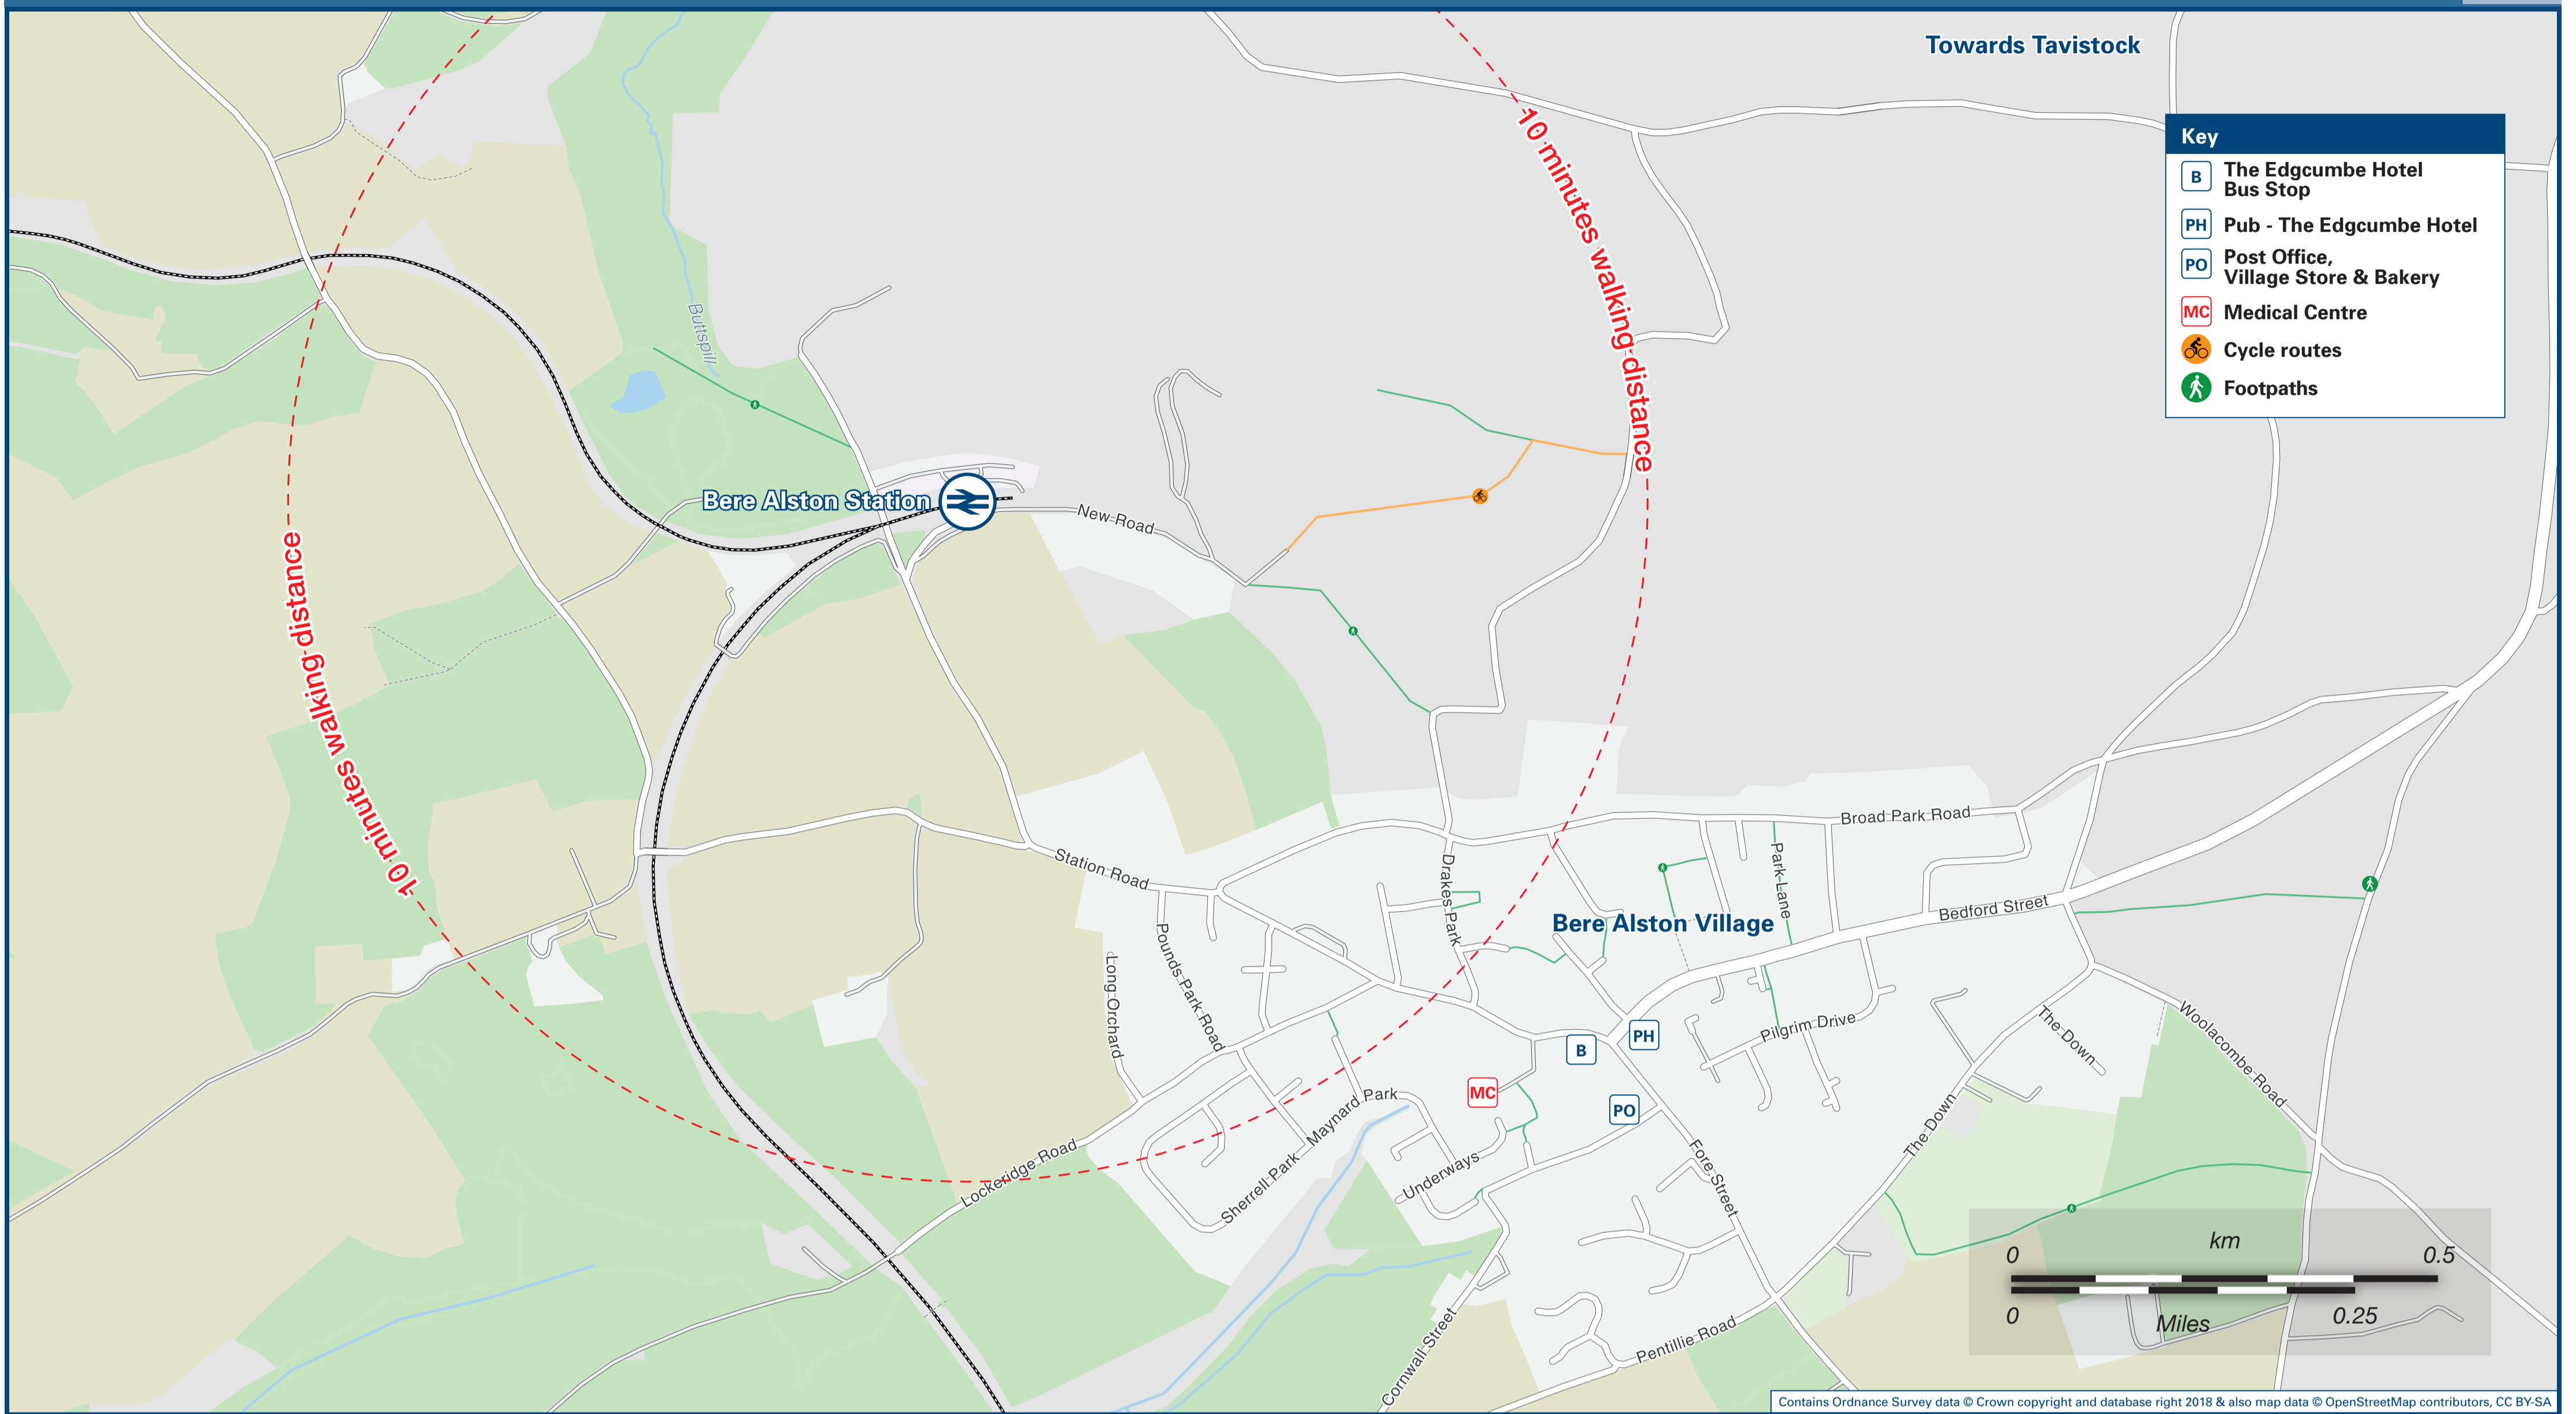 Towards Tavistock
10 minutes walking distance
Key
B
The Edgcumbe Hotel
Bus Stop
PH
Pub - The Edgcumbe Hotel
PO
Post Office,
Village Store & Bakery
MC
Medical Centre
Cycle routes
Footpaths
Buttspill
Bere Alston Station
New Road
10 minutes walking distance
Broad Park Road
Station Road
Drakes Park
Park Lane
Bedford Street
Bere Alston Village
Pounds Park Road
Long Orchard
PH
B
Pilgrim Drive
The Down
Woolacombe Road
MC
Maynard Park
PO
The Down
Lockeridge Road
Sherrell Park
Underways
Fore Street
km
0
0.5
0
0.25
Miles
Cornwall Street
Pentillie Road
Contains Ordnance Survey data © Crown copyright and database right 2018 & also map data © OpenStreetMap contributors, CC BY-SA